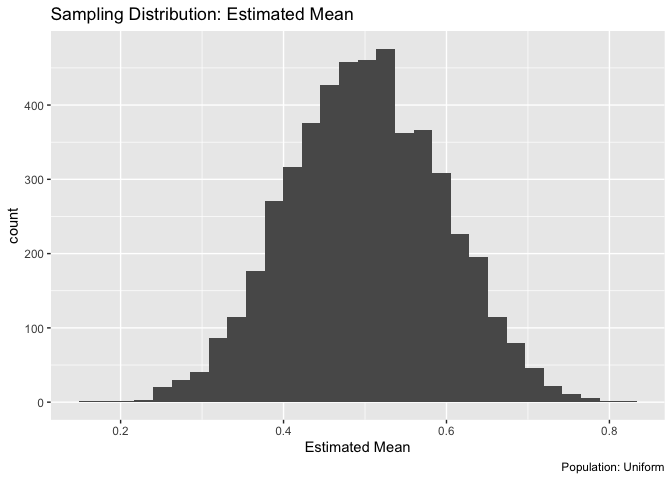 Sampling Distribution: Estimated Mean
400
300
200
100
0
count
0.2
0.4
0.6
0.8
Estimated Mean
Population: Uniform